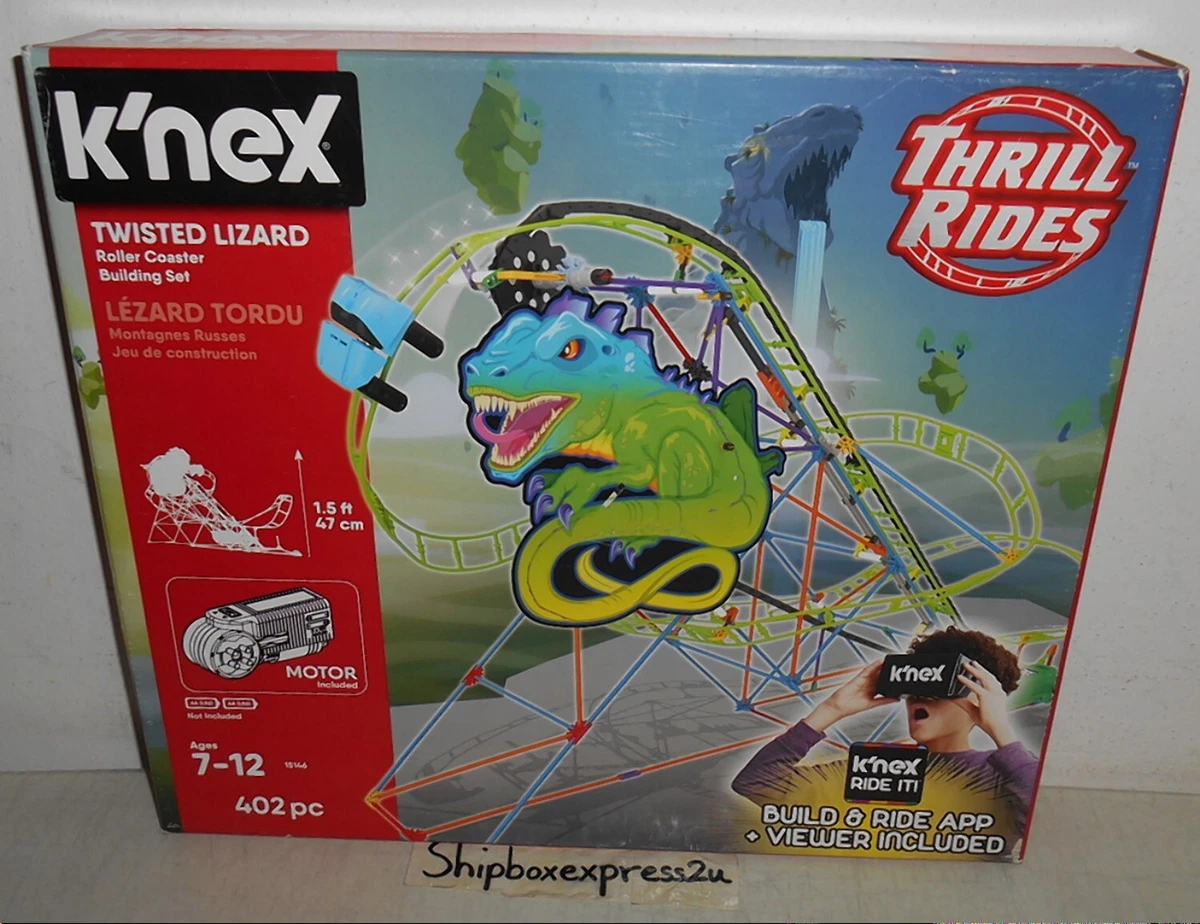 k'nex®
TWISTED LIZARD
Roller Coaster
Building Set
LÉZARD TORDU
Montagnes Russes
Jeu de construction
1.5 ft
47 cm
MOTOR
Included
Not Included
Ages
7-12 15146
402 pc
THRILL
RIDES™
k'nex
k'nex
RIDE IT!
BUILD & RIDE APP
+ VIEWER INCLUDED
Shipboxexpress2u